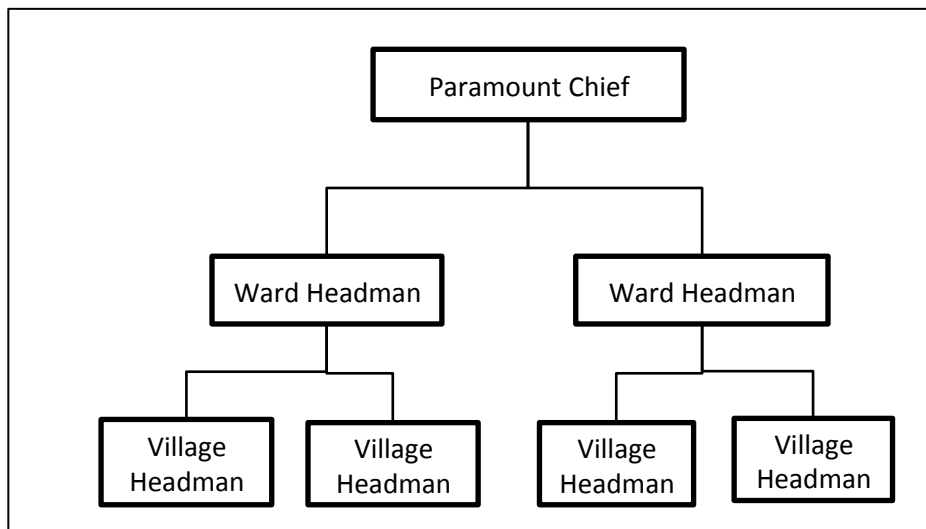 Paramount Chief
Ward Headman
Ward Headman
Village
Headman
Village
Headman
Village
Headman
Village
Headman